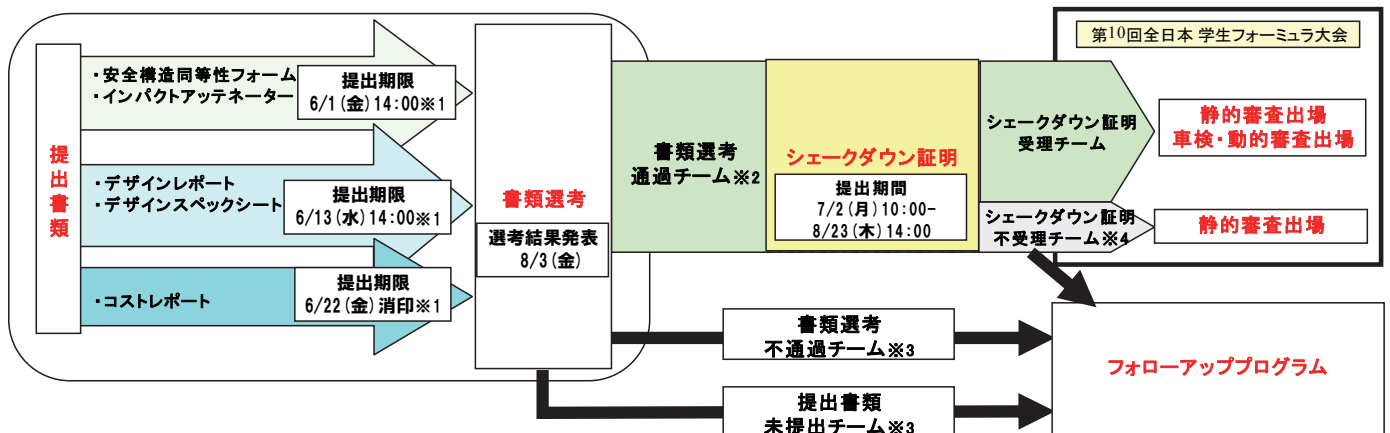 提出書類
・安全構造同等性フォーム
・インパクトアッテネーター
提出期限
6/1(金)14:00※1
・デザインレポート
・デザインスペックシート
提出期限
6/13(水)14:00※1
・コストレポート
提出期限
6/22(金)消印※1
書類選考
選考結果発表
8/3(金)
書類選考
通過チーム※2
シェークダウン証明
提出期間
7/2(月)10:00-
8/23(木)14:00
第10回全日本 学生フォーミュラ大会
シェークダウン証明
受理チーム
静的審査出場
車検・動的審査出場
シェークダウン証明
不受理チーム※4
静的審査出場
書類選考
不通過チーム※3
提出書類
未提出チーム※3
フォローアッププログラム